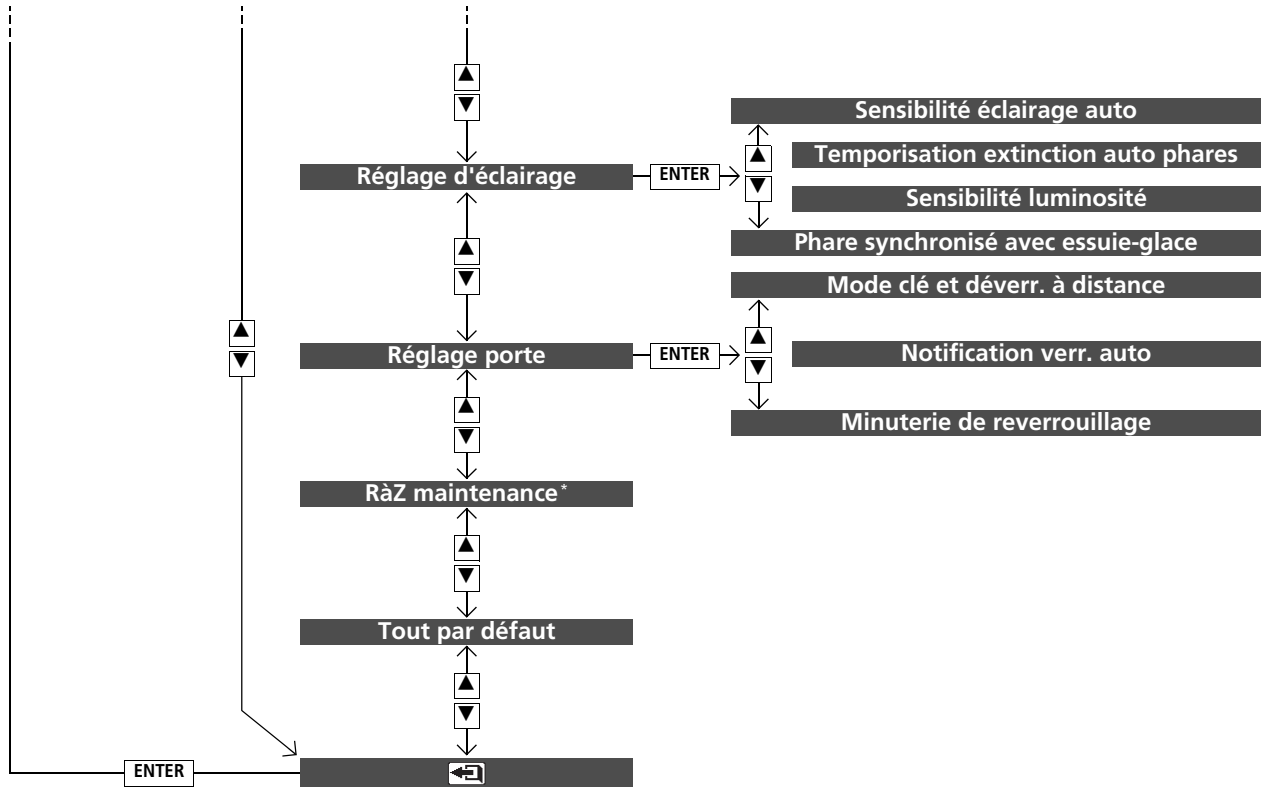 Sensibilité éclairage auto
Temporisation extinction auto phares
Réglage d'éclairage
ENTER
Sensibilité luminosité
Phare synchronisé avec essuie-glace
Mode clé et déverr. à distance
Réglage porte
ENTER
Notification verr. auto
Minuterie de reverrouillage
RàZ maintenance*
Tout par défaut
ENTER